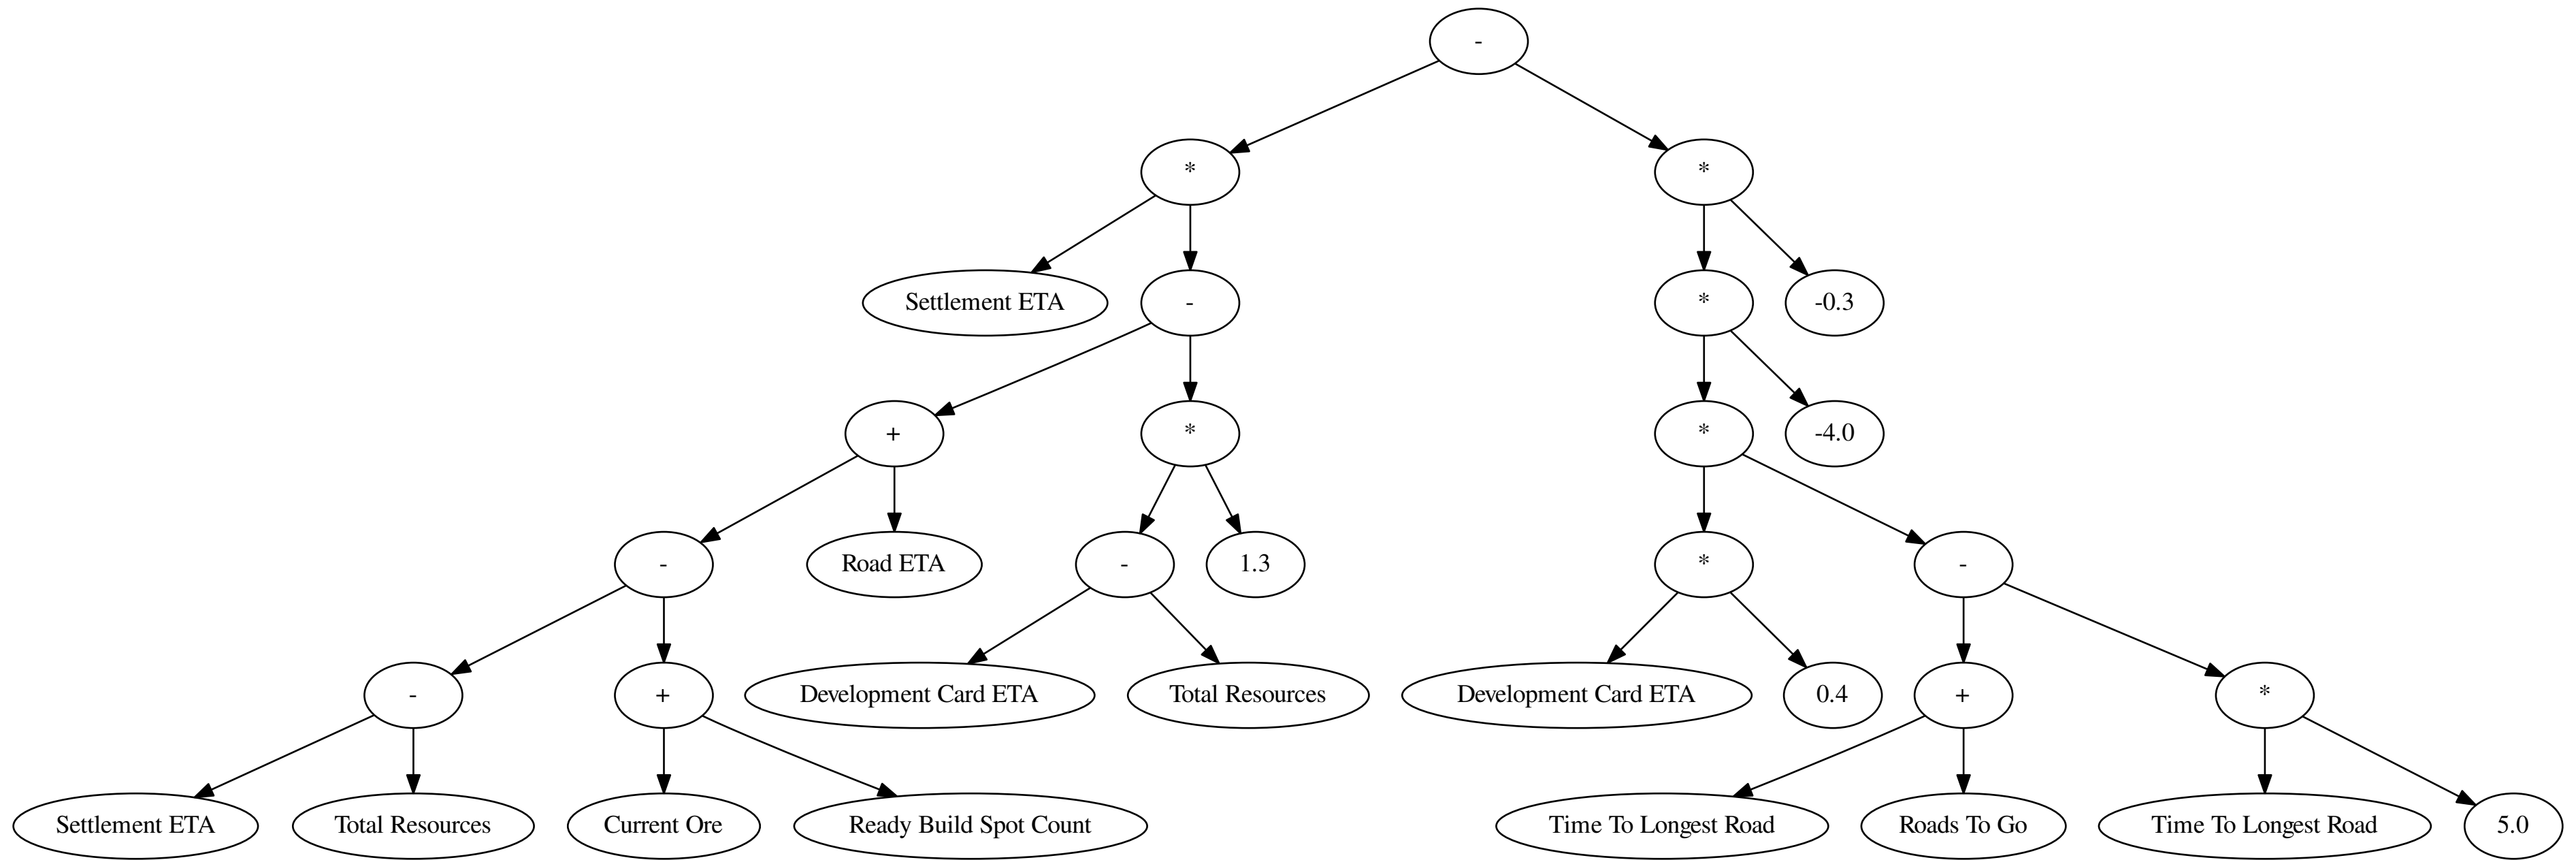 -
*
*
Settlement ETA
-
*
-0.3
+
*
*
-4.0
-
Road ETA
-
1.3
*
-
-
+
Development Card ETA
Total Resources
Development Card ETA
0.4
+
*
Settlement ETA
Total Resources
Current Ore
Ready Build Spot Count
Time To Longest Road
Roads To Go
Time To Longest Road
5.0